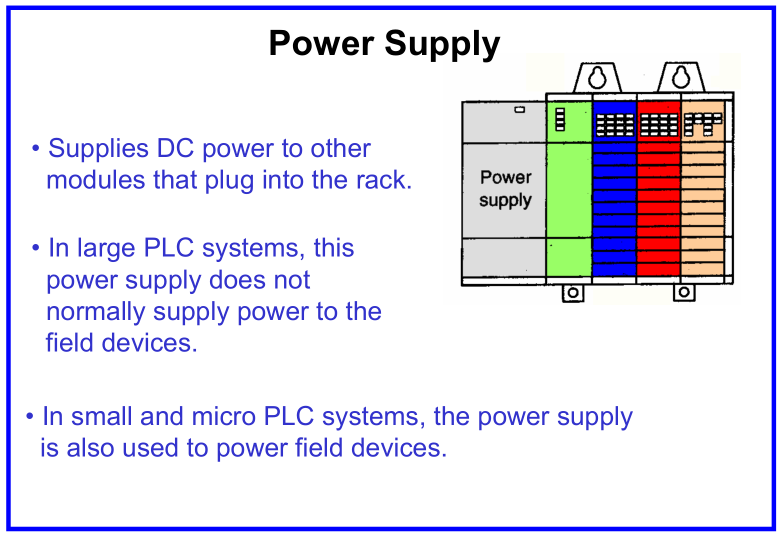 Power Supply
• Supplies DC power to other
modules that plug into the rack.
Power
supply
• In large PLC systems, this
power supply does not
normally supply power to the
field devices.
• In small and micro PLC systems, the power supply
is also used to power field devices.